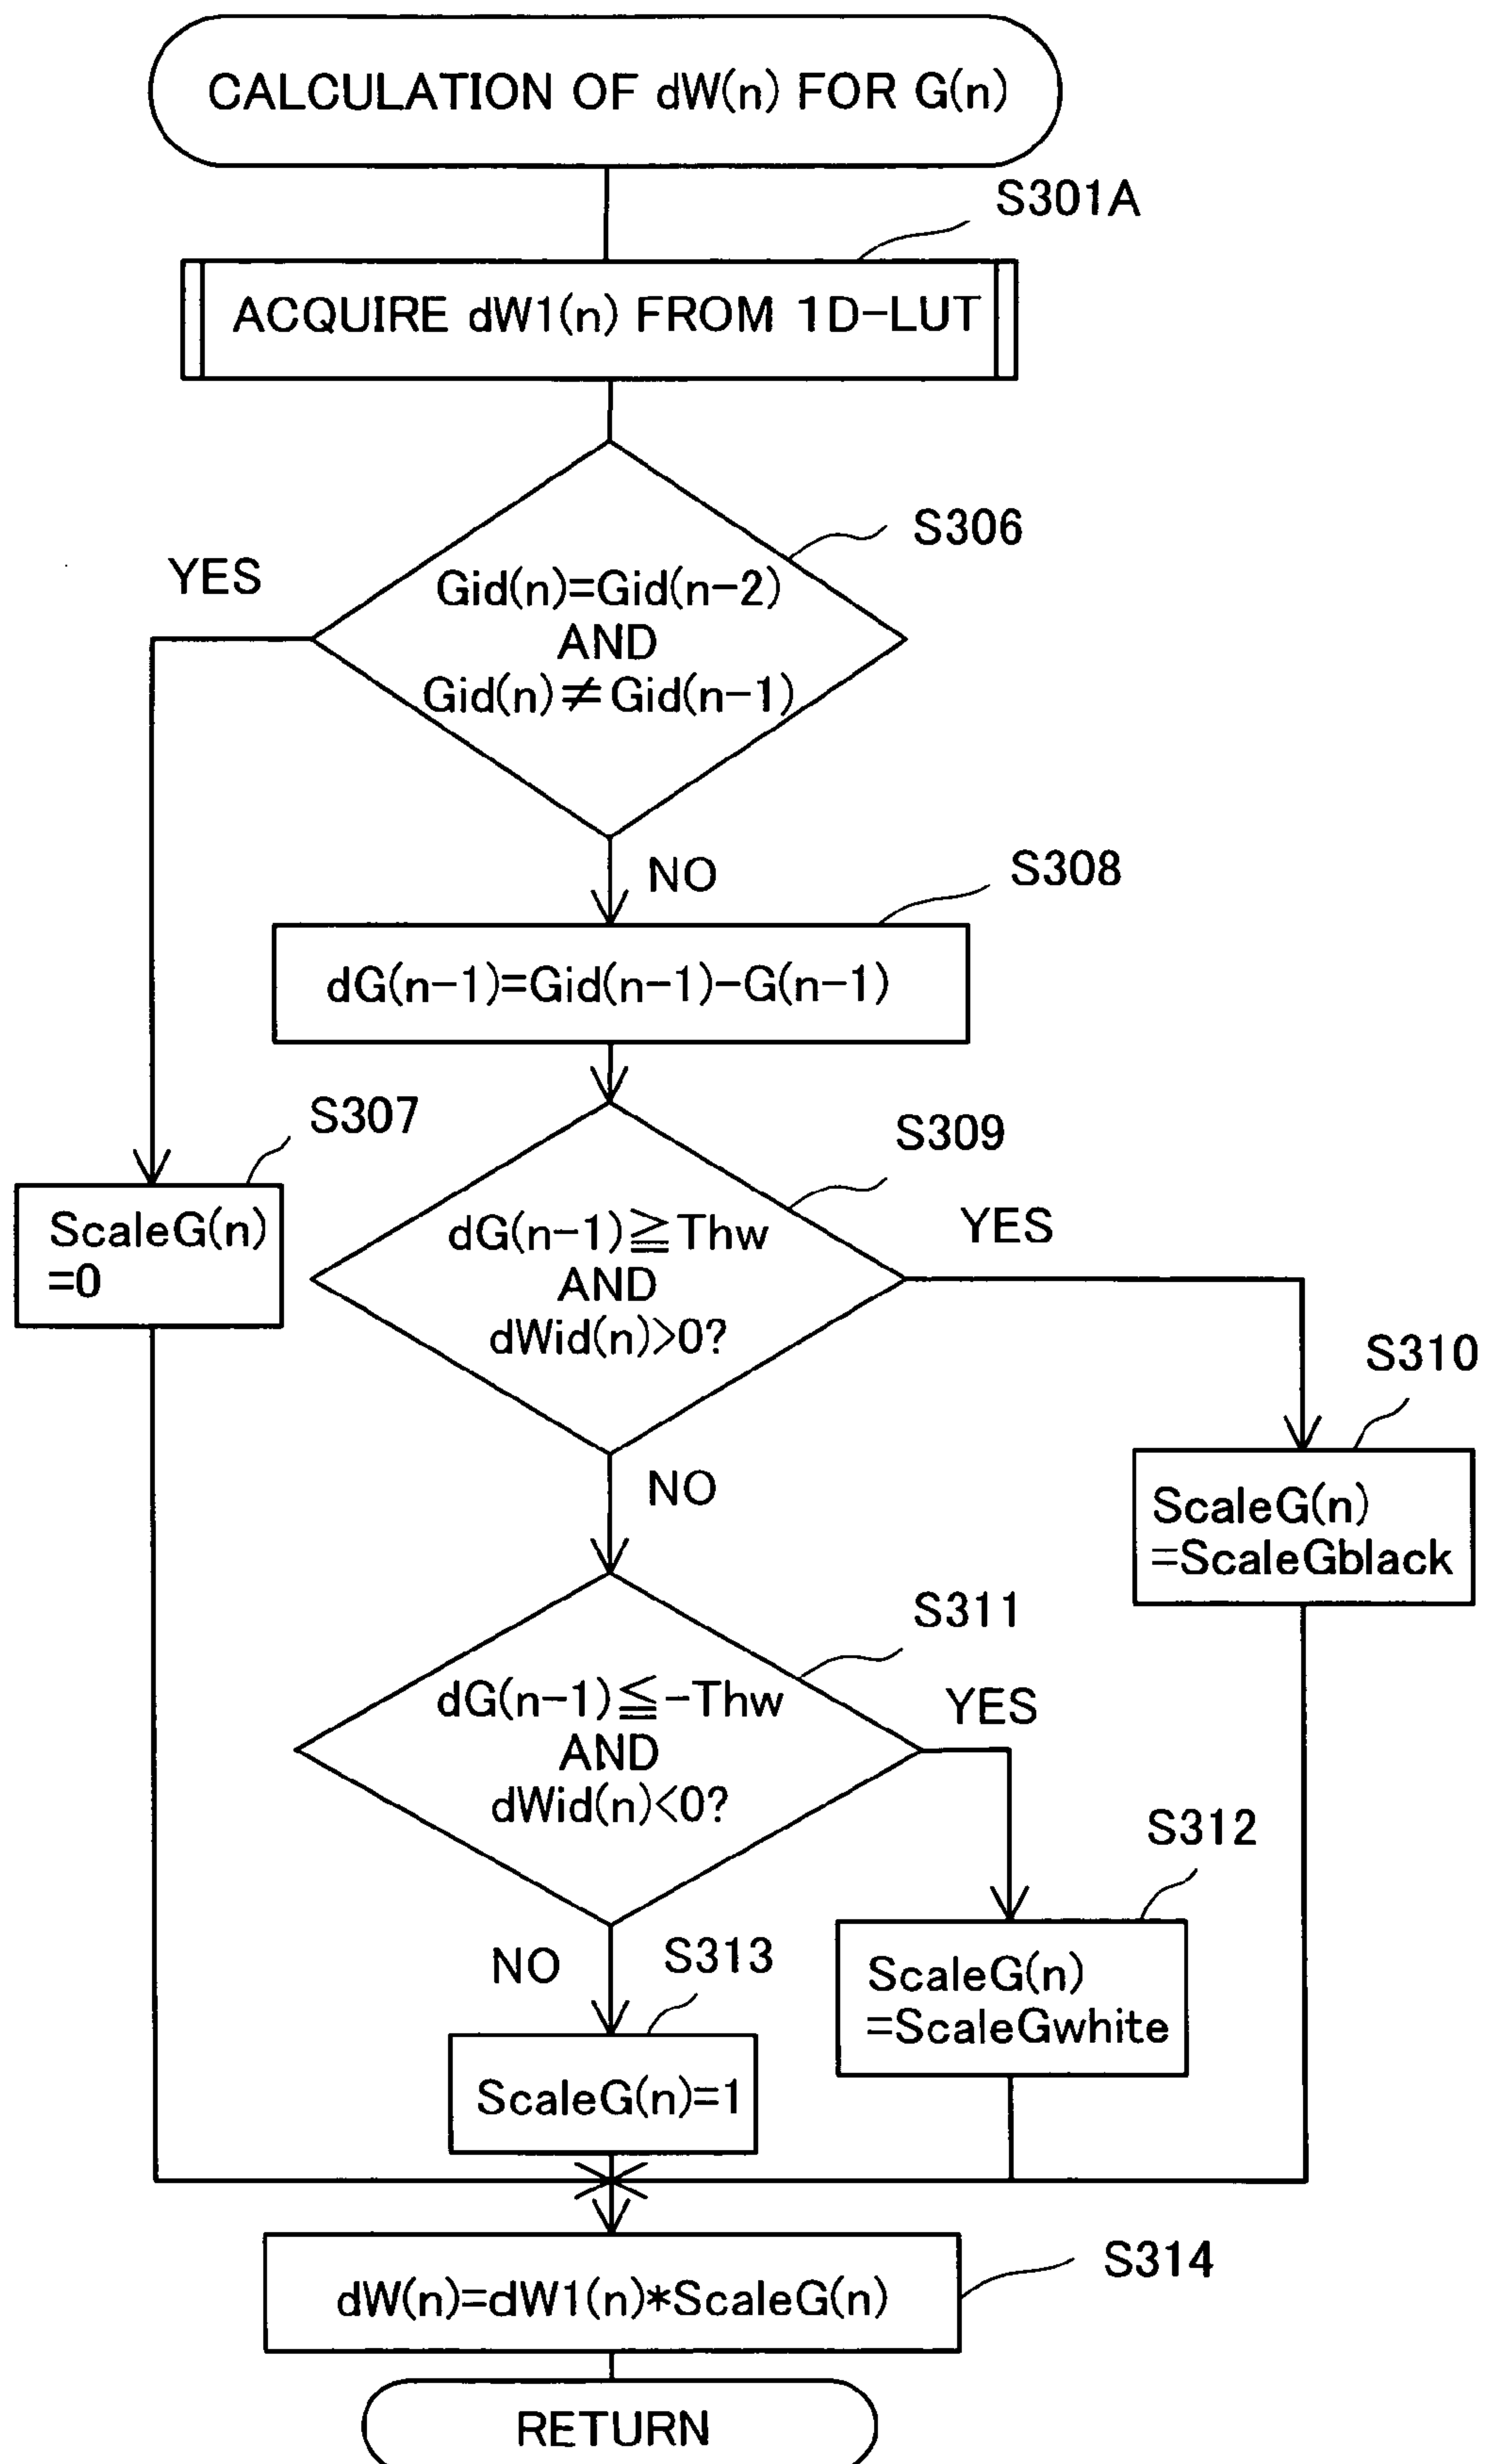 CALCULATION OF dW(n) FOR G(n)
S301A
ACQUIRE dW1(n) FROM 1D-LUT
S306
YES
Gid(n)=Gid(n-2)
AND
Gid(n)≠Gid(n-1)
NO
S308
dG(n-1)=Gid(n-1)-G(n-1)
S307
ScaleG(n)
=0
S309
dG(n-1)≧Thw
AND
dWid(n)>0?
YES
S310
ScaleG(n)
=ScaleGblack
NO
S311
dG(n-1)≦-Thw
AND
dWid(n)<0?
YES
S312
ScaleG(n)
=ScaleGwhite
NO
S313
ScaleG(n)=1
S314
dW(n)=dW1(n)*ScaleG(n)
RETURN